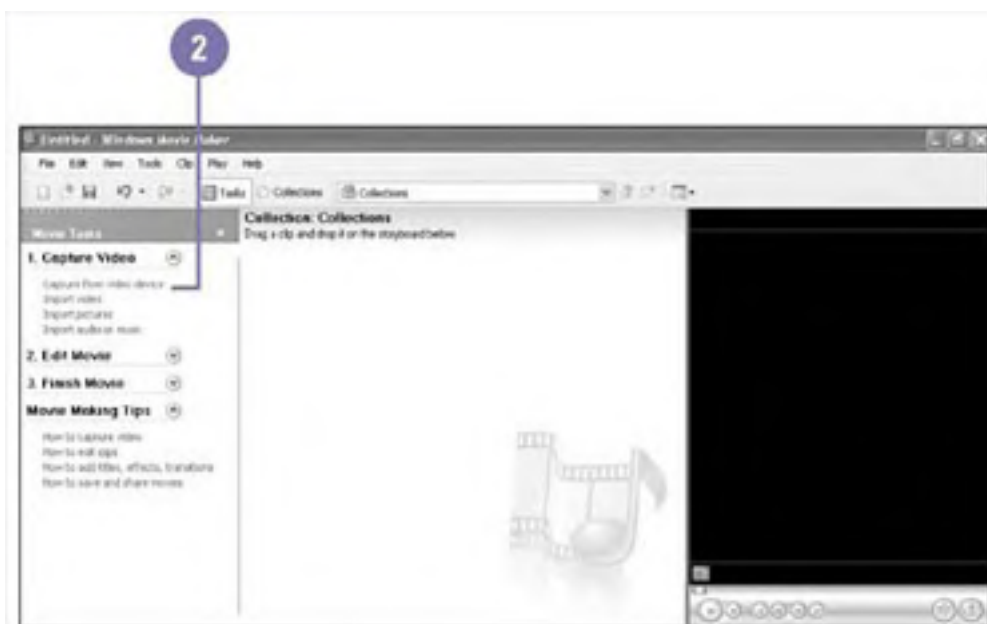 2
Untitled - Windows Movie Maker
File Edit View Tools Clip Play Help
Tasks Collections Collections
Movie Tasks
Collection: Collections
Drag a clip and drop it on the storyboard below
1. Capture Video
Capture from video device
Import video
Import pictures
Import audio or music
2. Edit Movie
3. Finish Movie
Movie Making Tips
How to capture video
How to edit clips
How to add titles, effects, transitions
How to save and share movies